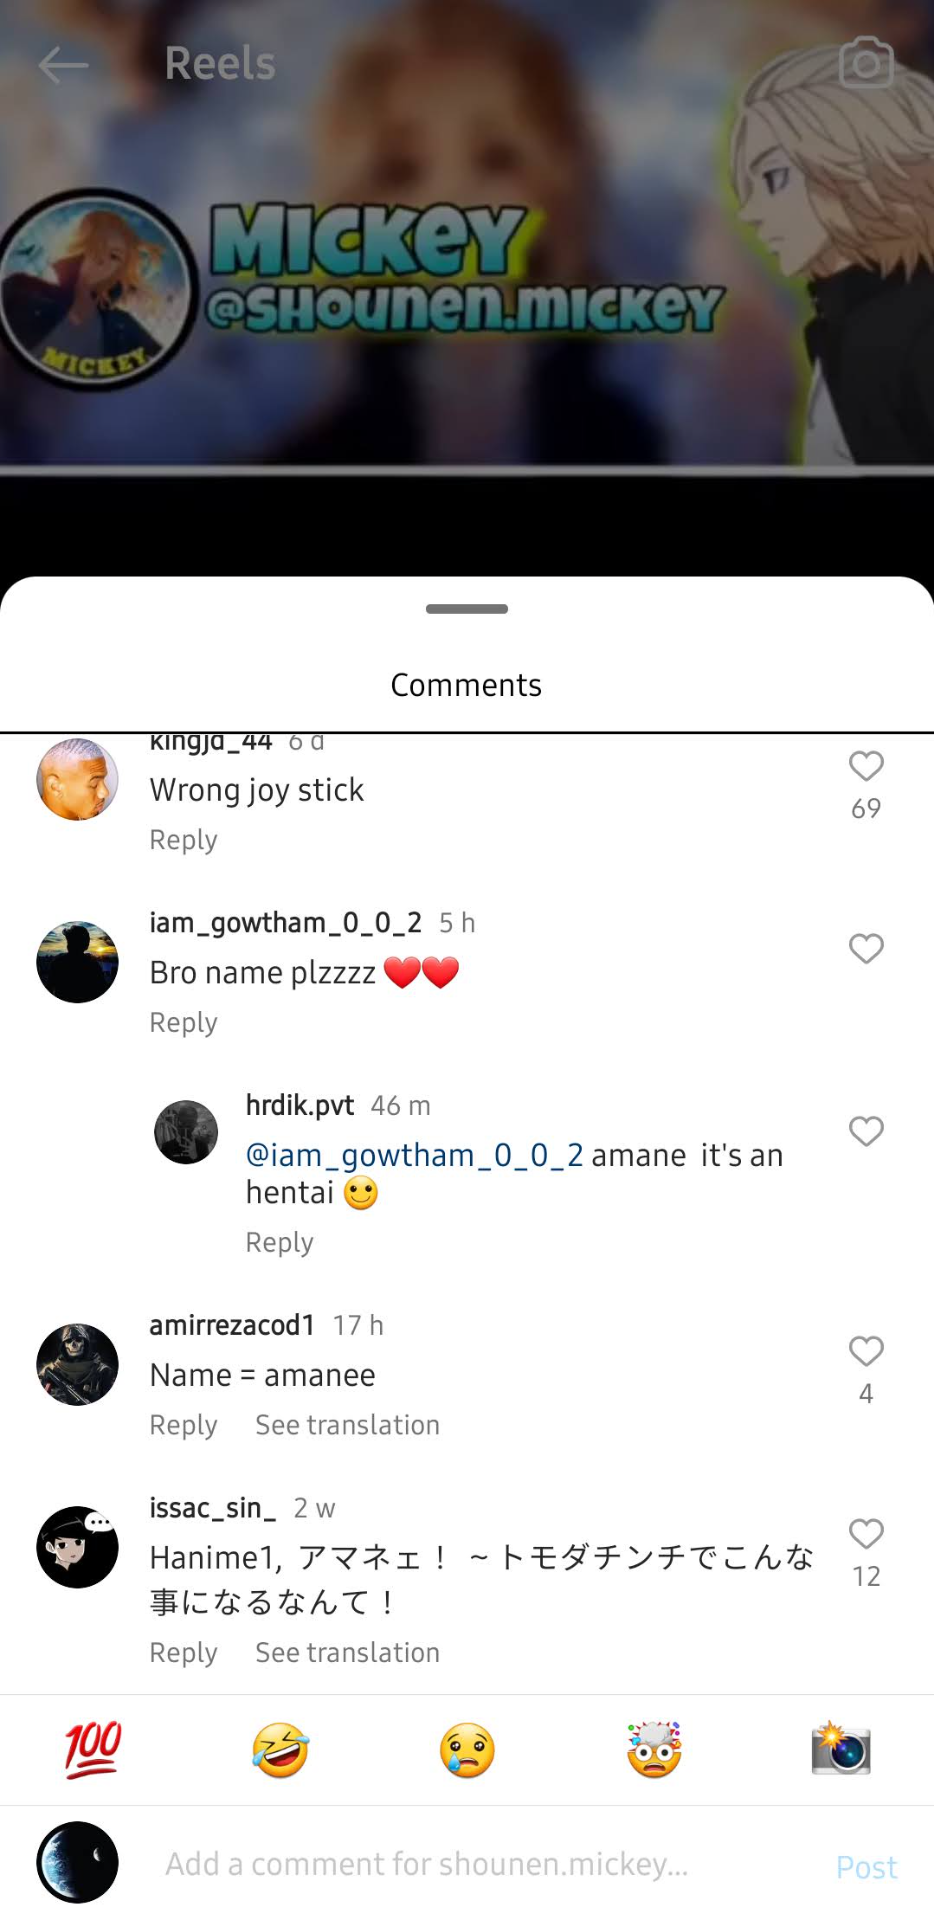 Reels
MICKEY
@SHOUNEN.MICKEY
MICKEY
Comments
kingjd_44 6 d
Wrong joy stick
69
Reply
iam_gowtham_0_0_2 5 h
Bro name plzzzz ❤️❤️
Reply
hrdik.pvt 46 m
@iam_gowtham_0_0_2 amane it's an
hentai 🙂
Reply
amirrezacod1 17 h
Name = amanee
4
Reply See translation
issac_sin_ 2 w
Hanime1, アマネェ！ ~トモダチンチでこんな
事になるなんて！
12
Reply See translation
💯 🤣 😢 🤯 📸
Add a comment for shounen.mickey...
Post